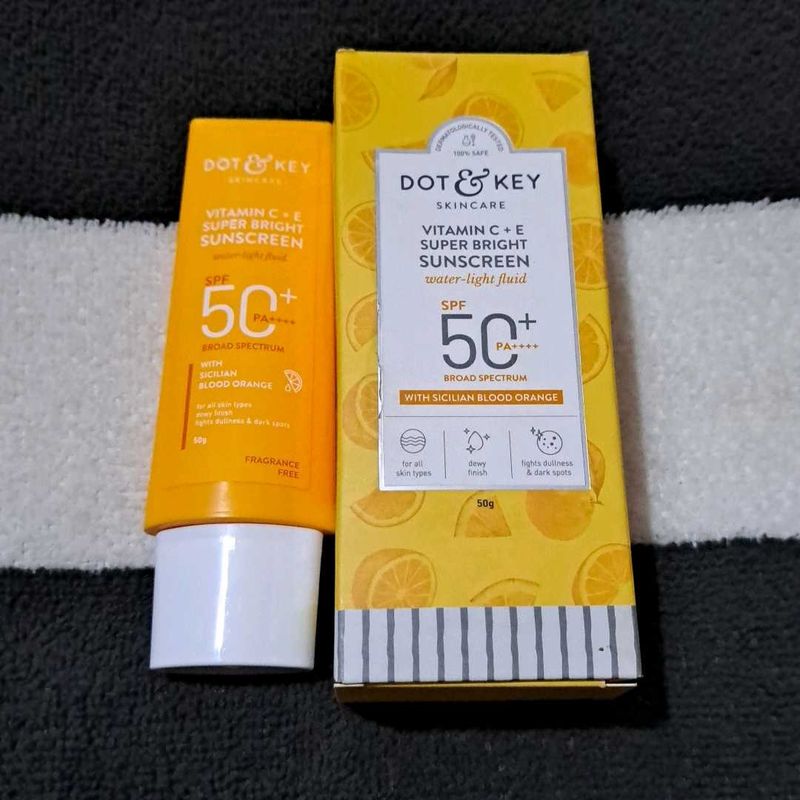 DOT & KEY
SKINCARE
VITAMIN C + E
SUPER BRIGHT
SUNSCREEN
water-light fluid
SPF
50+
PA++++
BROAD SPECTRUM
WITH
SICILIAN
BLOOD ORANGE
for all skin types
dewy finish
fights dullness & dark spots
50g
FRAGRANCE
FREE
DERMATOLOGICALLY TESTED
100% SAFE
DOT & KEY
SKINCARE
VITAMIN C + E
SUPER BRIGHT
SUNSCREEN
water-light fluid
SPF
50+
PA++++
BROAD SPECTRUM
WITH SICILIAN BLOOD ORANGE
for all
skin types
dewy
finish
fights dullness
& dark spots
50g